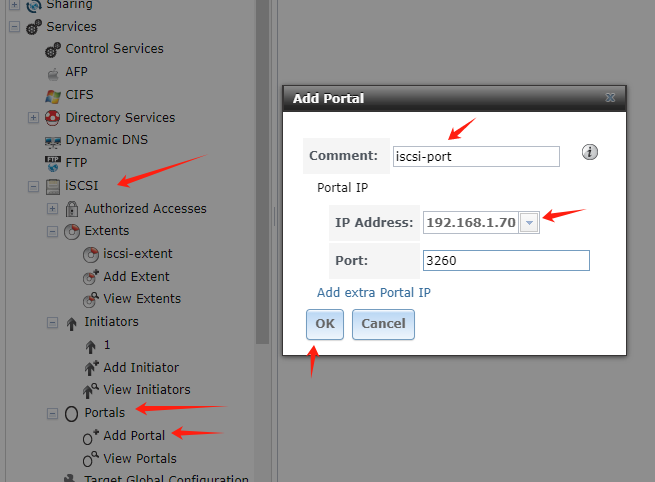 Sharing
Services
Control Services
AFP
CIFS
Directory Services
Dynamic DNS
FTP
iSCSI
Authorized Accesses
Extents
iscsi-extent
Add Extent
View Extents
Initiators
1
Add Initiator
View Initiators
Portals
Add Portal
View Portals
Target Global Configuration
Add Portal
Comment: iscsi-port
Portal IP
IP Address: 192.168.1.70
Port: 3260
Add extra Portal IP
OK Cancel